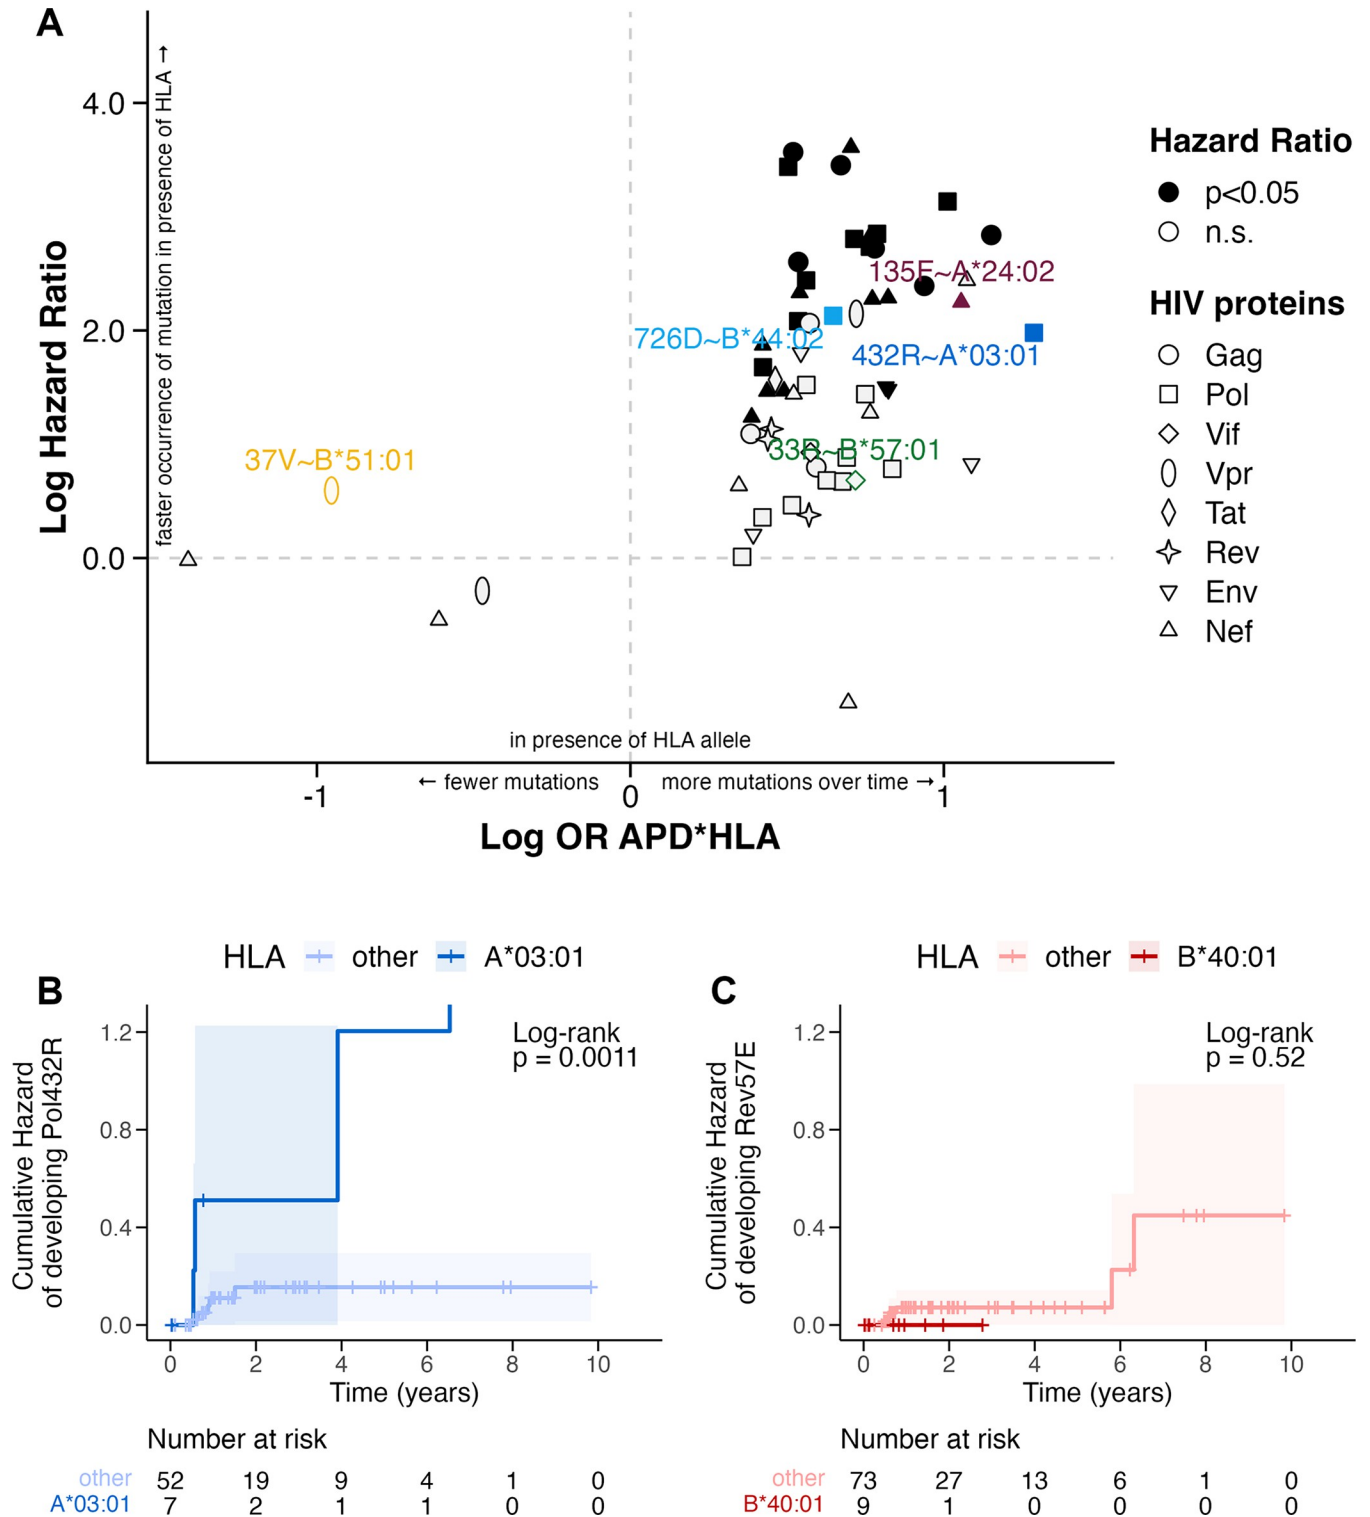 A
Log Hazard Ratio
faster occurrence of mutation in presence of HLA →
4.0
2.0
0.0
135F~A*24:02
726D~B*44:02
432R~A*03:01
37V~B*51:01
33R~B*57:01
in presence of HLA allele
← fewer mutations
more mutations over time →
-1
0
1
Log OR APD*HLA
Hazard Ratio
p<0.05
n.s.
HIV proteins
Gag
Pol
Vif
Vpr
Tat
Rev
Env
Nef
B
HLA
other
A*03:01
Cumulative Hazard
of developing Pol432R
1.2
0.8
0.4
0.0
Log-rank
p = 0.0011
0 2 4 6 8 10
Time (years)
Number at risk
other 52 19 9 4 1 0
A*03:01 7 2 1 1 0 0
C
HLA
other
B*40:01
Cumulative Hazard
of developing Rev57E
1.2
0.8
0.4
0.0
Log-rank
p = 0.52
0 2 4 6 8 10
Time (years)
Number at risk
other 73 27 13 6 1 0
B*40:01 9 1 0 0 0 0